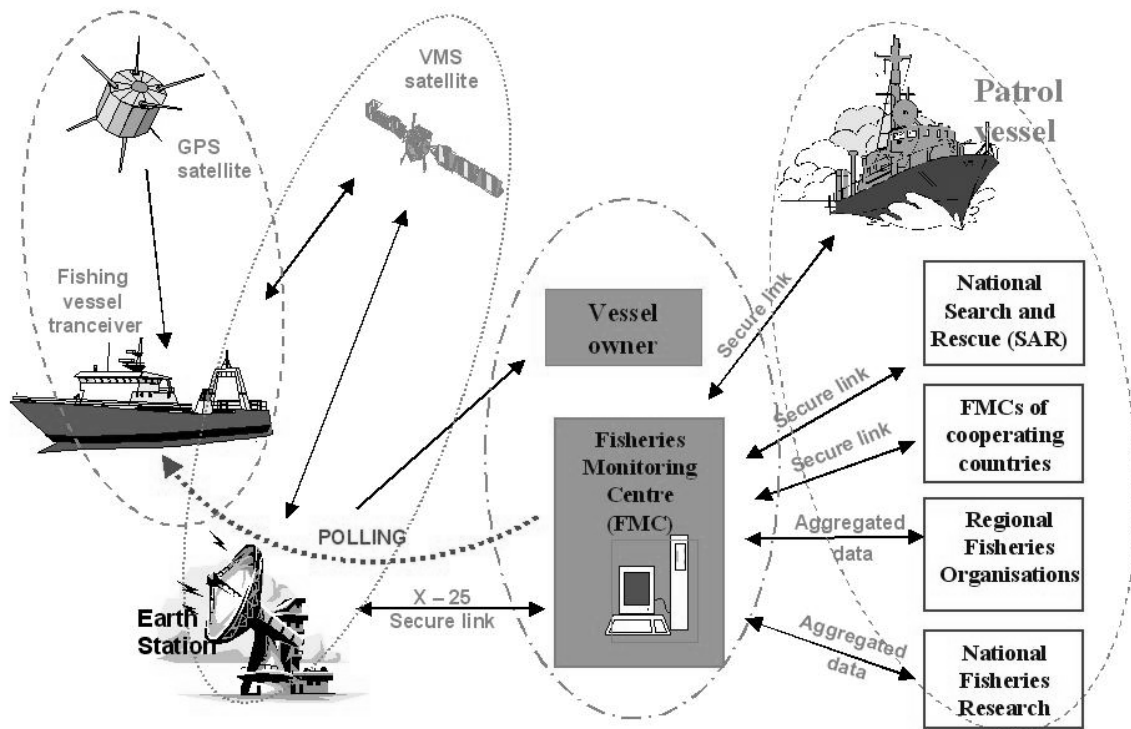 VMS
satellite
GPS
satellite
Patrol
vessel
Fishing
vessel
tranceiver
Vessel
owner
Secure link
National
Search and
Rescue (SAR)
Secure link
FMCs of
cooperating
countries
Secure link
Fisheries
Monitoring
Centre
(FMC)
POLLING
Aggregated
data
Regional
Fisheries
Organisations
Earth
Station
X – 25
Secure link
Aggregated
data
National
Fisheries
Research